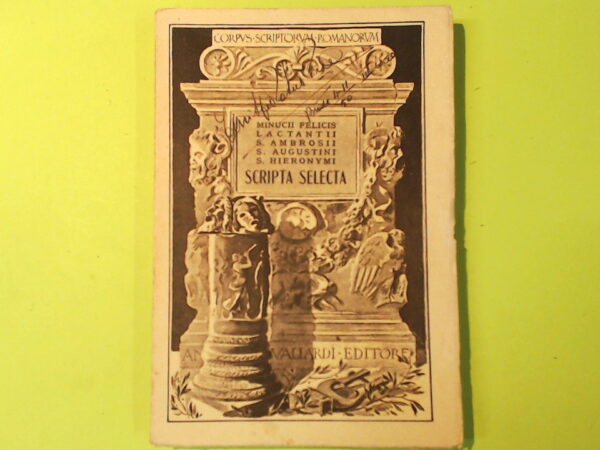 CORPVS·SCRIPTORVM·ROMANORVM
MINUCII FELICIS
LACTANTII
S. AMBROSII
S. AUGUSTINI
S. HIERONYMI
SCRIPTA SELECTA
VALLARDI·EDITORE